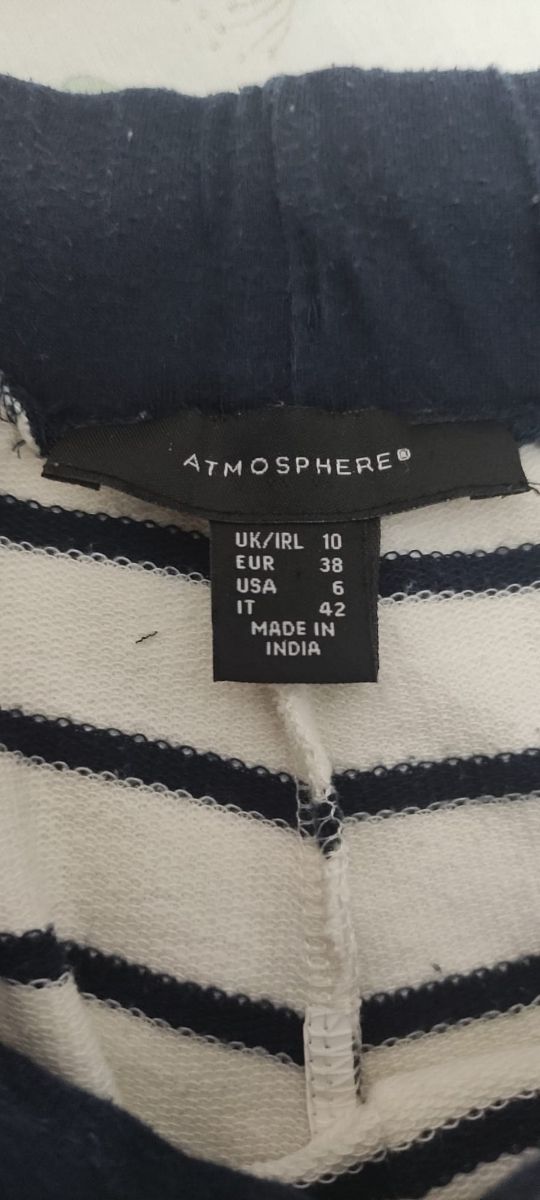 ATMOSPHERE®
UK/IRL 10
EUR 38
USA 6
IT 42
MADE IN
INDIA